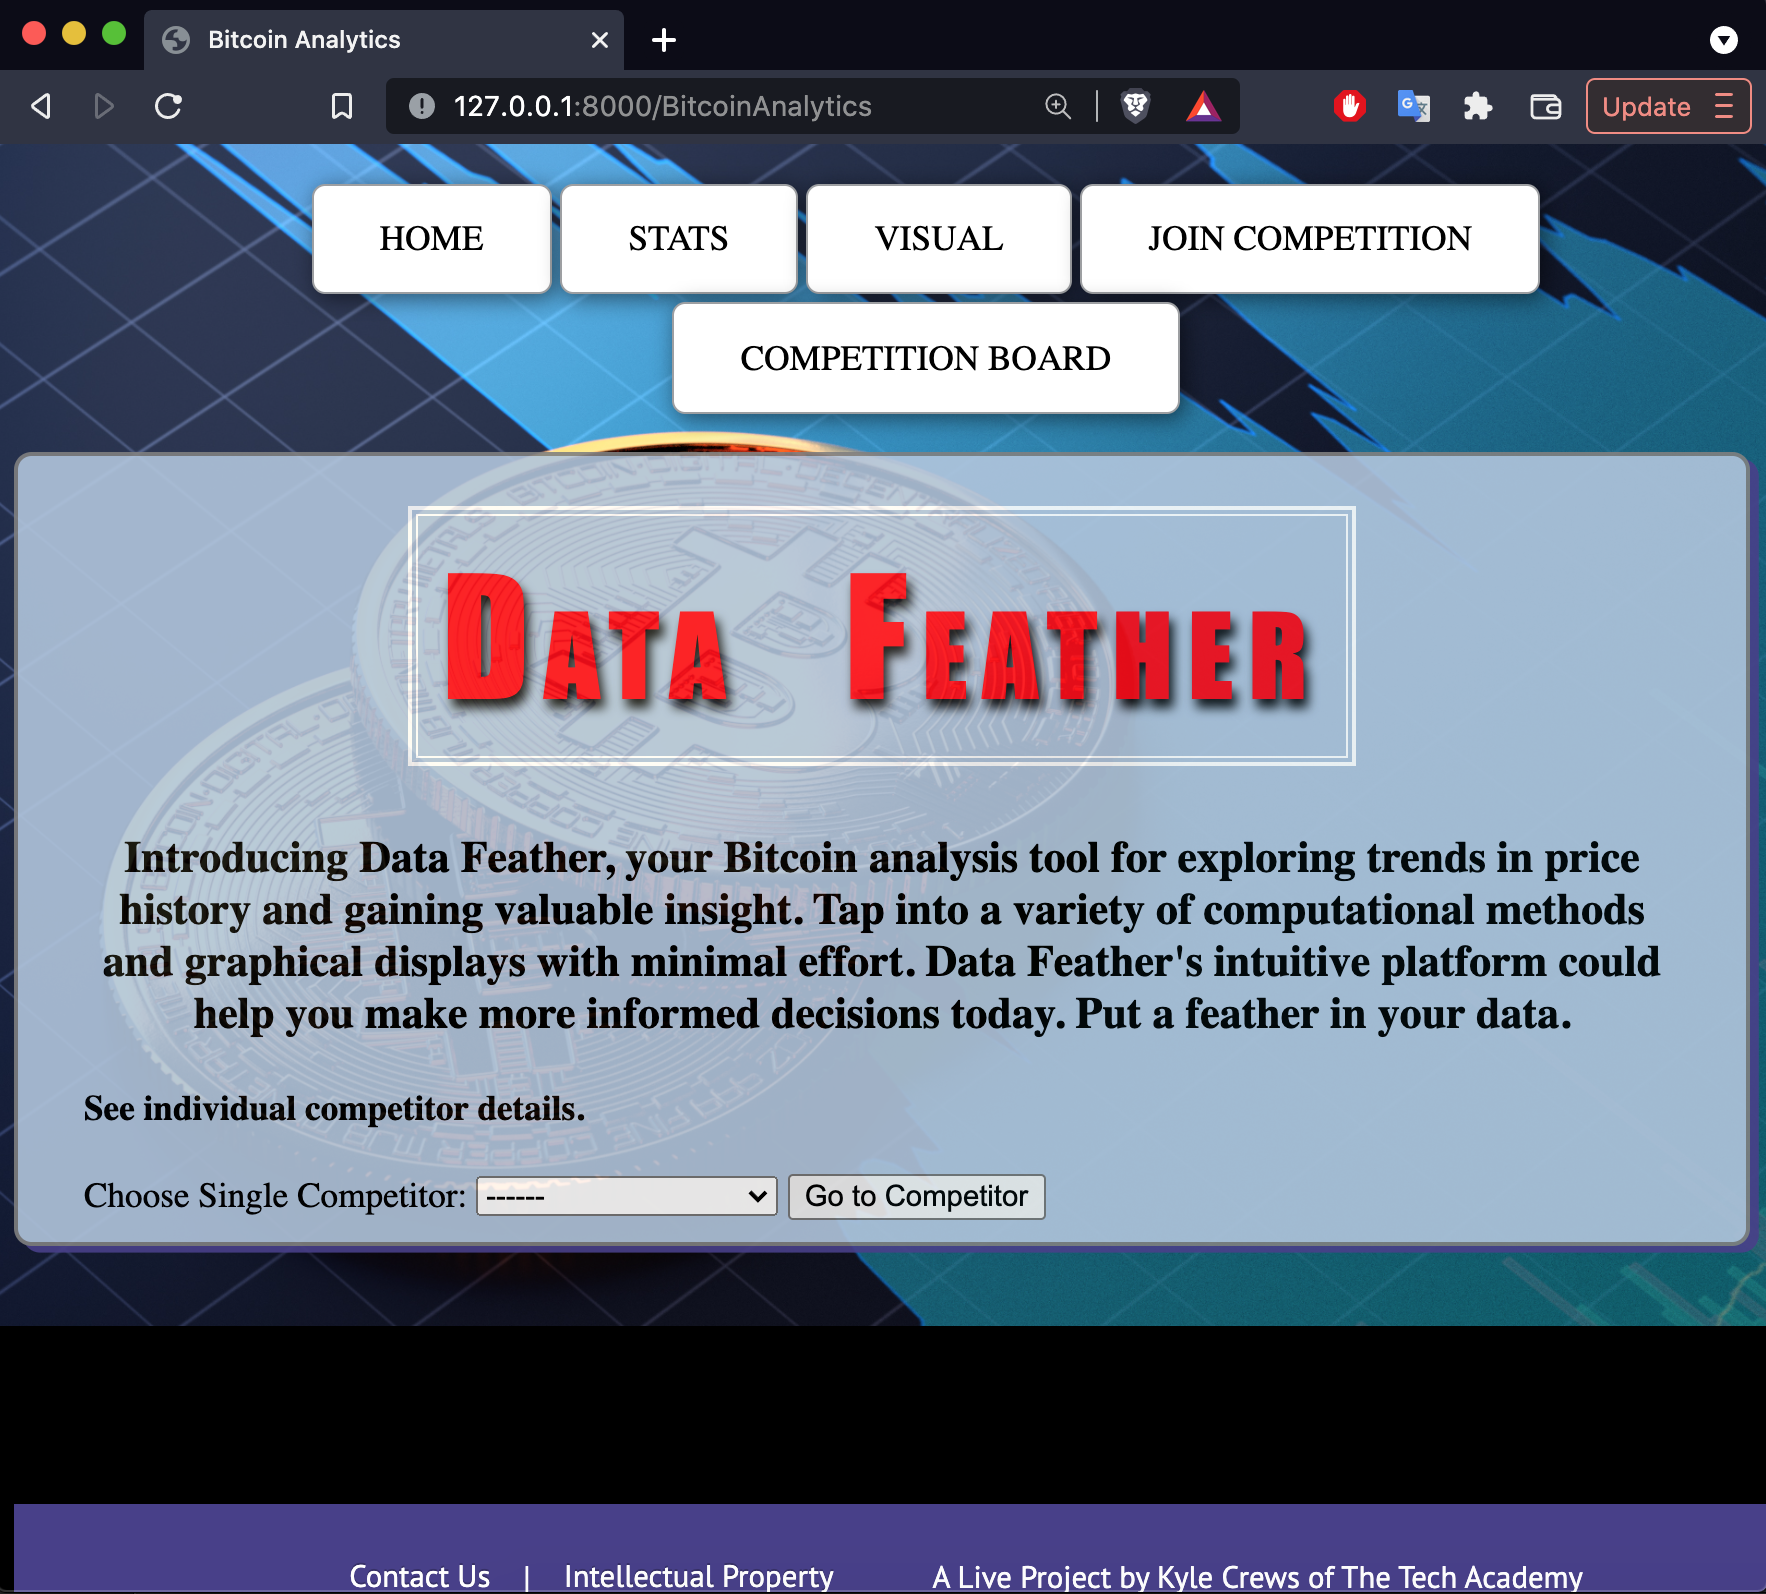 Bitcoin Analytics
127.0.0.1:8000/BitcoinAnalytics
Update
HOME
STATS
VISUAL
JOIN COMPETITION
COMPETITION BOARD
DATA FEATHER
Introducing Data Feather, your Bitcoin analysis tool for exploring trends in price
history and gaining valuable insight. Tap into a variety of computational methods
and graphical displays with minimal effort. Data Feather's intuitive platform could
help you make more informed decisions today. Put a feather in your data.
See individual competitor details.
Choose Single Competitor: ------ Go to Competitor
Contact Us | Intellectual Property
A Live Project by Kyle Crews of The Tech Academy